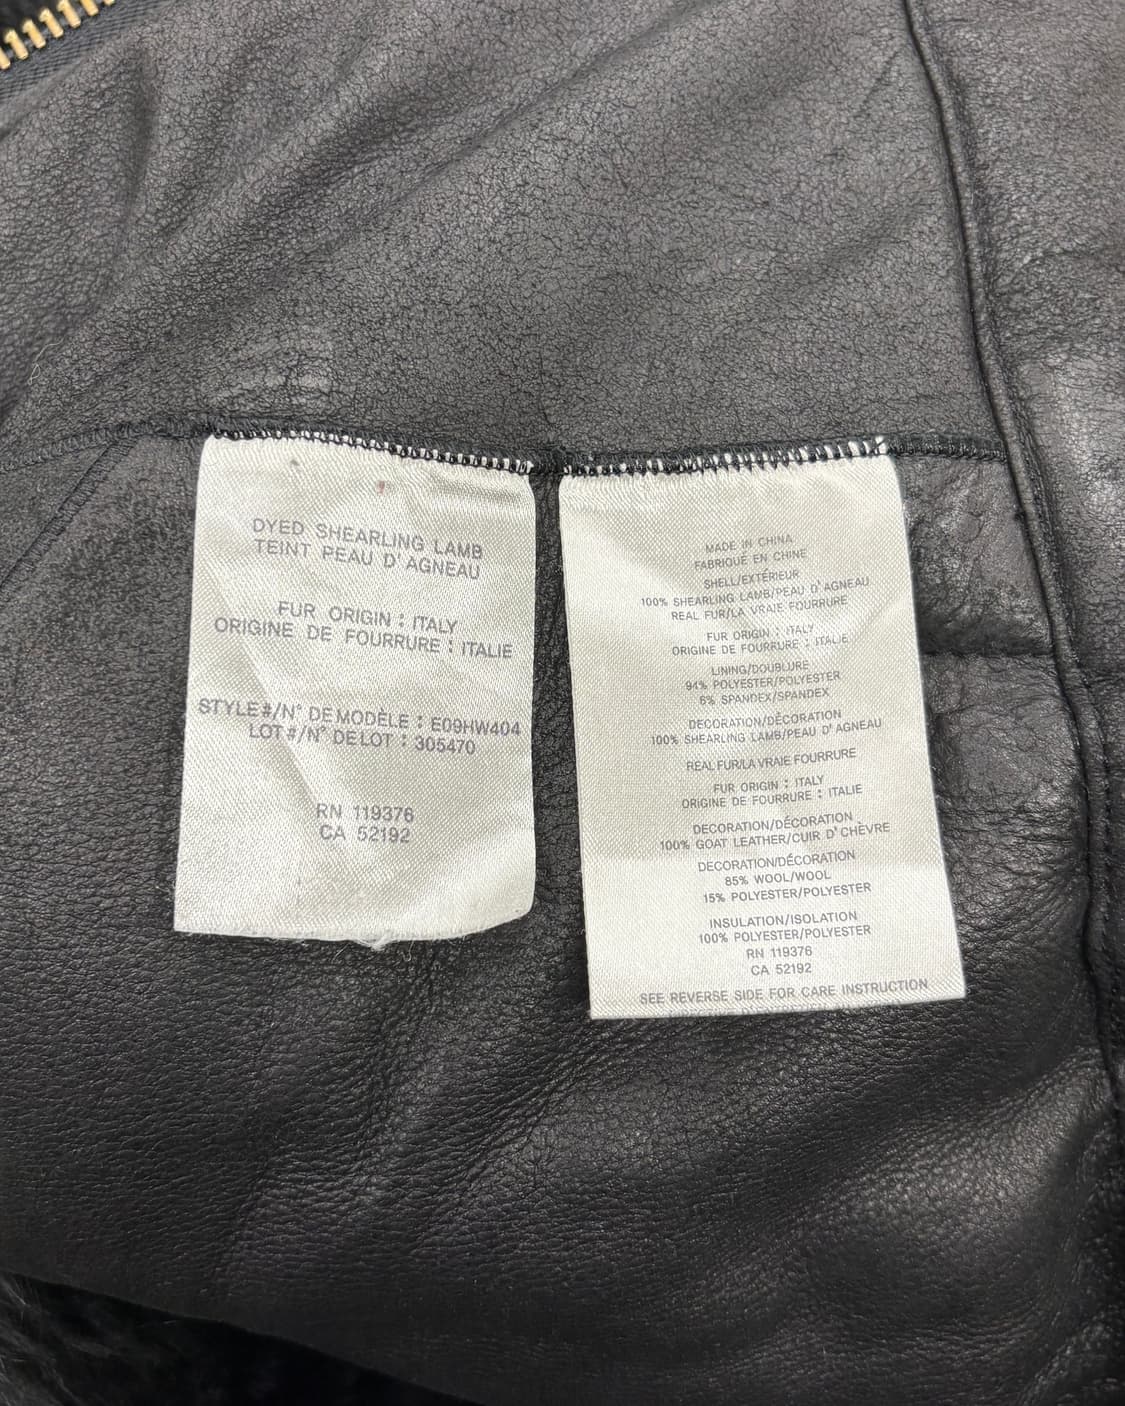 DYED SHEARLING LAMB
TEINT PEAU D'AGNEAU
FUR ORIGIN : ITALY
ORIGINE DE FOURRURE : ITALIE
STYLE#/N° DE MODÈLE : E09HW404
LOT#/N° DE LOT : 305470
RN 119376
CA 52192
MADE IN CHINA
FABRIQUÉ EN CHINE
SHELL/EXTÉRIEUR
100% SHEARLING LAMB/PEAU D'AGNEAU
REAL FUR/LA VRAIE FOURRURE
FUR ORIGIN : ITALY
ORIGINE DE FOURRURE : ITALIE
LINING/DOUBLURE
94% POLYESTER/POLYESTER
6% SPANDEX/SPANDEX
DECORATION/DÉCORATION
100% SHEARLING LAMB/PEAU D'AGNEAU
REAL FUR/LA VRAIE FOURRURE
FUR ORIGIN : ITALY
ORIGINE DE FOURRURE : ITALIE
DECORATION/DÉCORATION
100% GOAT LEATHER/CUIR D'CHÈVRE
DECORATION/DÉCORATION
85% WOOL/WOOL
15% POLYESTER/POLYESTER
INSULATION/ISOLATION
100% POLYESTER/POLYESTER
RN 119376
CA 52192
SEE REVERSE SIDE FOR CARE INSTRUCTION